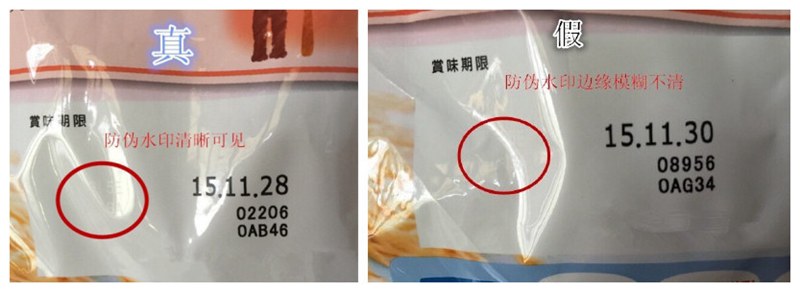 真
賞味期限
防伪水印清晰可见
15.11.28
02206
0AB46
假
賞味期限
防伪水印边缘模糊不清
15.11.30
08956
0AG34